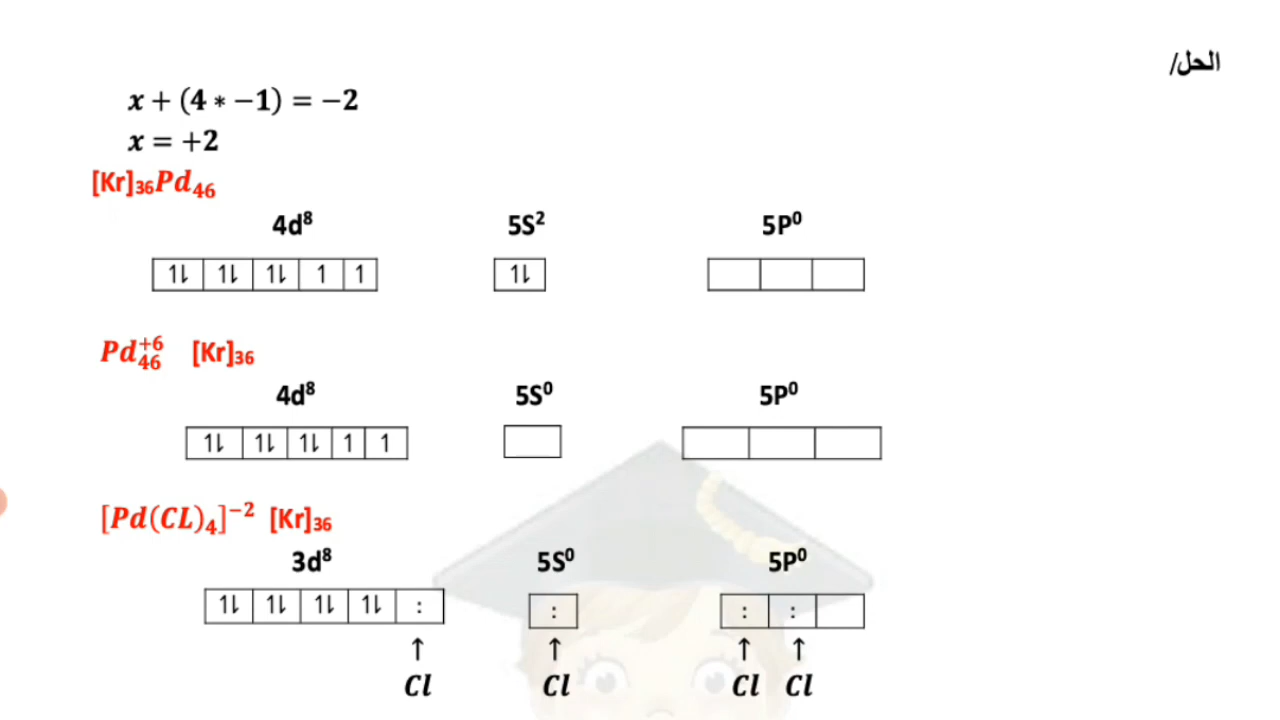 الحل/
x + (4 * −1) = −2
x = +2
[Kr]₃₆Pd₄₆
4d⁸ 5S² 5P⁰
1⇂ 1⇂ 1⇂ 1 1 1⇂
Pd₄₆⁺⁶ [Kr]₃₆
4d⁸ 5S⁰ 5P⁰
1⇂ 1⇂ 1⇂ 1 1
[Pd(CL)₄]⁻² [Kr]₃₆
3d⁸ 5S⁰ 5P⁰
1⇂ 1⇂ 1⇂ 1⇂ : : : :
↑ ↑ ↑ ↑
Cl Cl Cl Cl